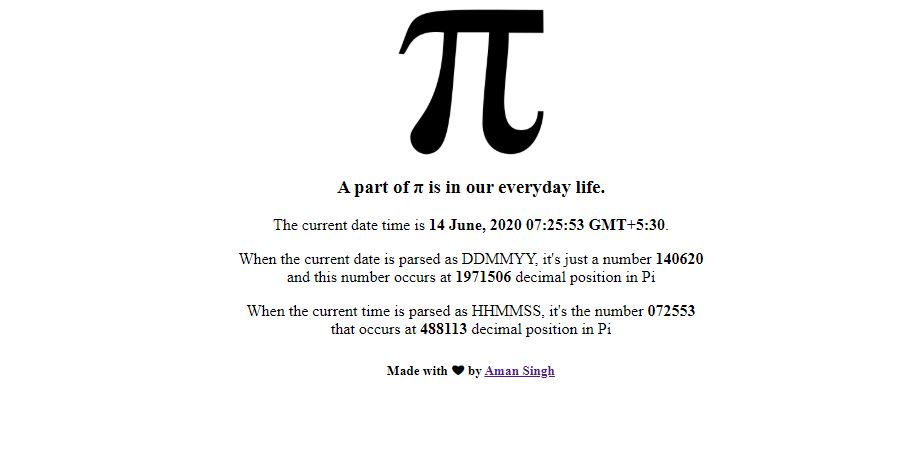 π
A part of π is in our everyday life.
The current date time is 14 June, 2020 07:25:53 GMT+5:30.
When the current date is parsed as DDMMYY, it's just a number 140620
and this number occurs at 1971506 decimal position in Pi
When the current time is parsed as HHMMSS, it's the number 072553
that occurs at 488113 decimal position in Pi
Made with ❤ by Aman Singh